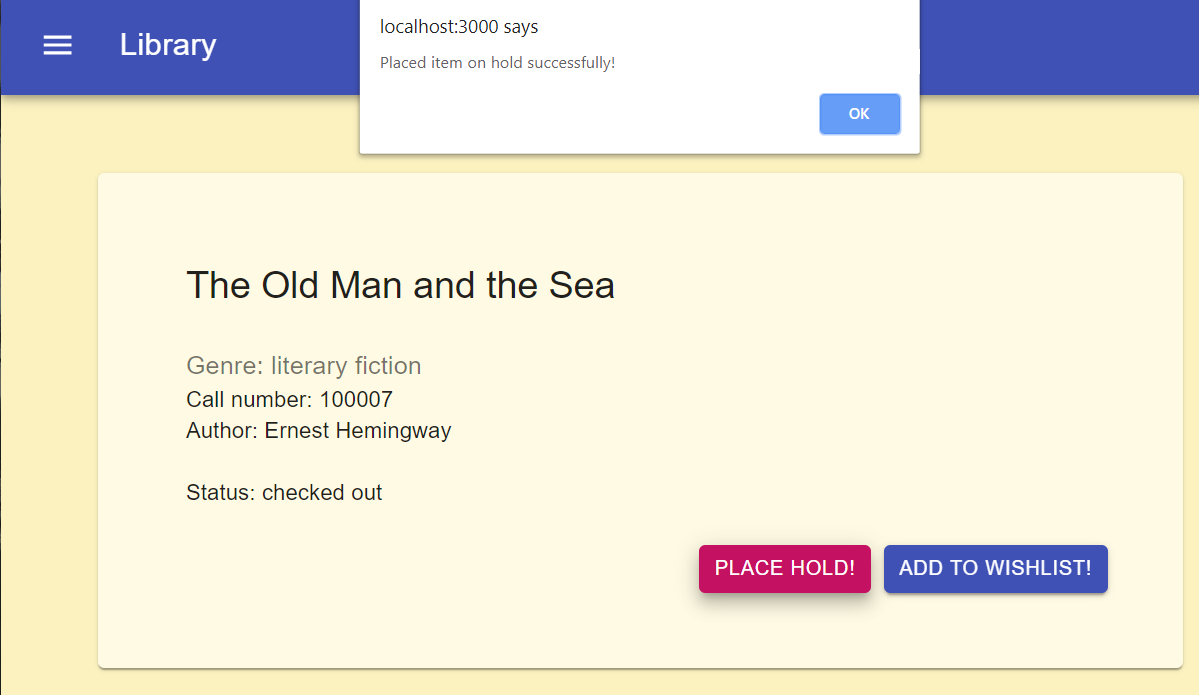 Library
localhost:3000 says
Placed item on hold successfully!
OK
The Old Man and the Sea
Genre: literary fiction
Call number: 100007
Author: Ernest Hemingway
Status: checked out
PLACE HOLD! ADD TO WISHLIST!